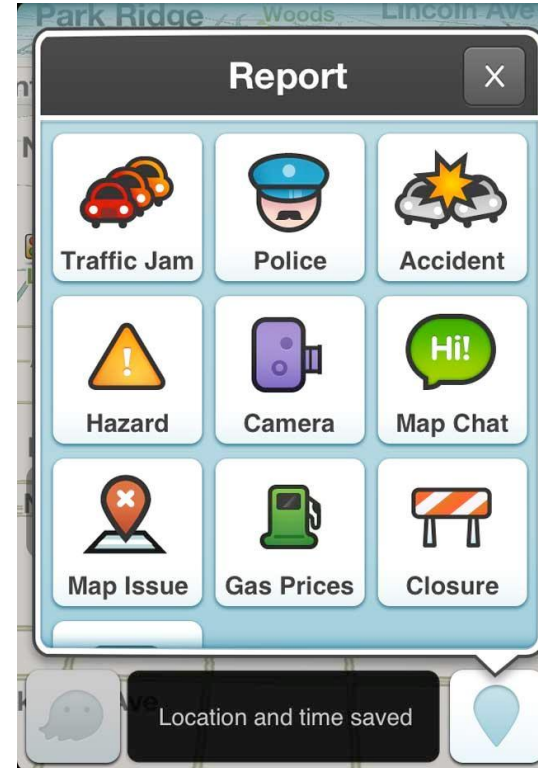 Park Ridge
Woods
Lincoln Ave
Report
X
Traffic Jam
Police
Accident
Hazard
Camera
Hi!
Map Chat
Map Issue
Gas Prices
Closure
Ave
Location and time saved